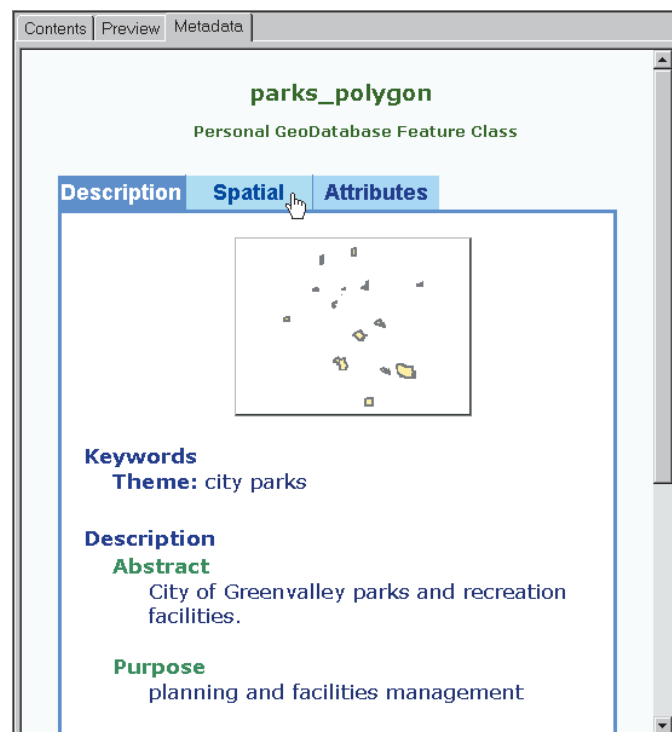 Contents Preview Metadata
parks_polygon
Personal GeoDatabase Feature Class
Description Spatial Attributes
Keywords
Theme: city parks
Description
Abstract
City of Greenvalley parks and recreation
facilities.
Purpose
planning and facilities management